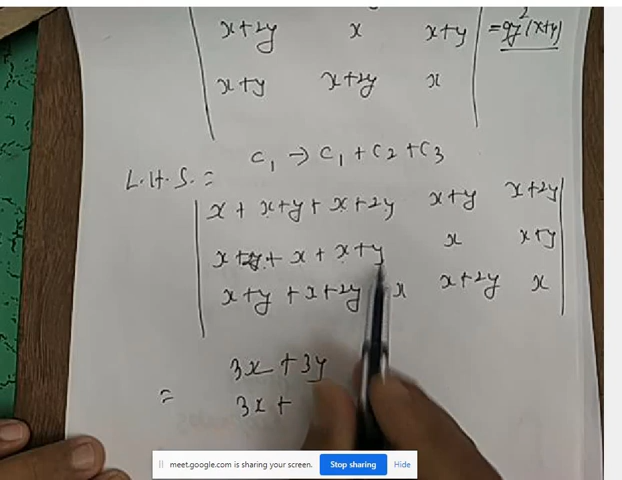 x+2y x x+y = 9y²(x+y)
x+y x+2y x
C₁ → C₁ + C₂ + C₃
L.H.S. =
x + x+y + x+2y x+y x+2y
x+2y + x + x+y x x+y
x+y + x+2y x x+2y x
3x + 3y
= 3x +
meet.google.com is sharing your screen. Stop sharing Hide